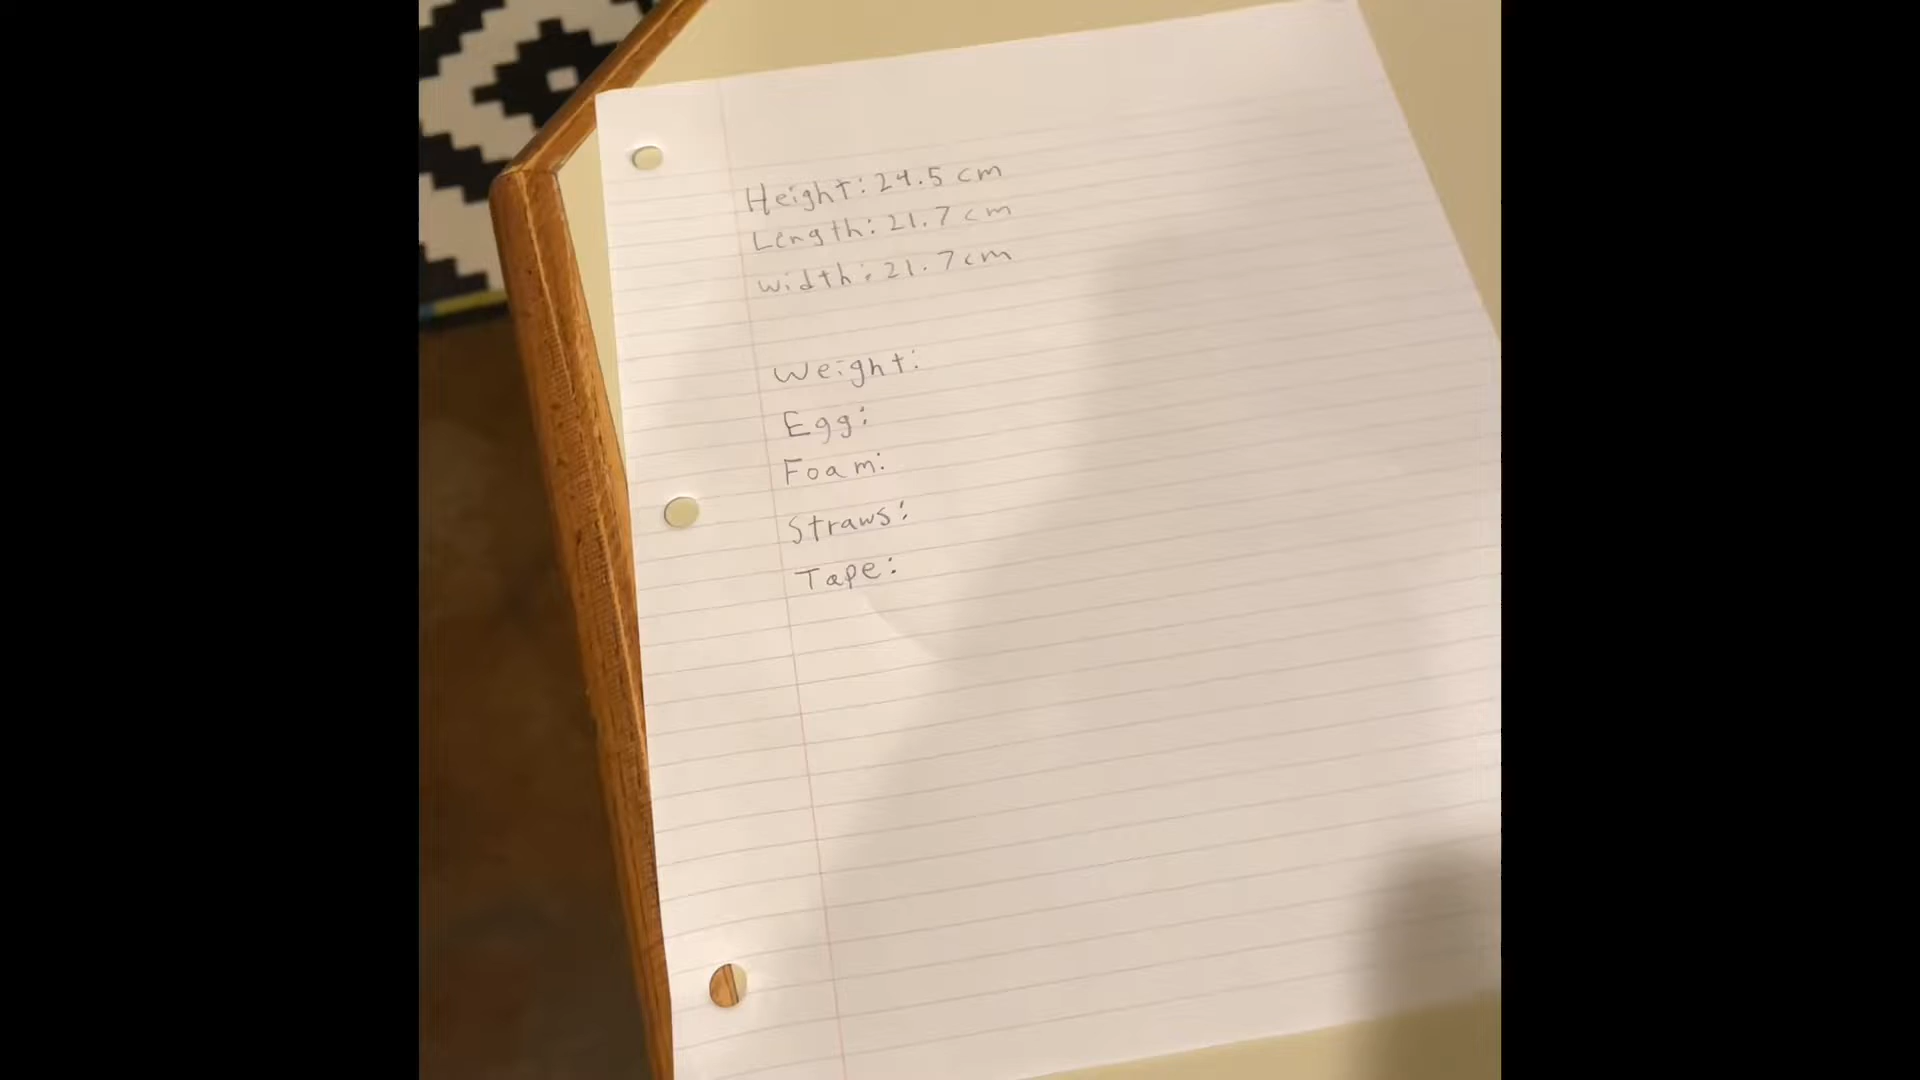 Height: 24.5 cm
Length: 21.7 cm
width: 21.7 cm
Weight:
Egg:
Foam:
Straws:
Tape: